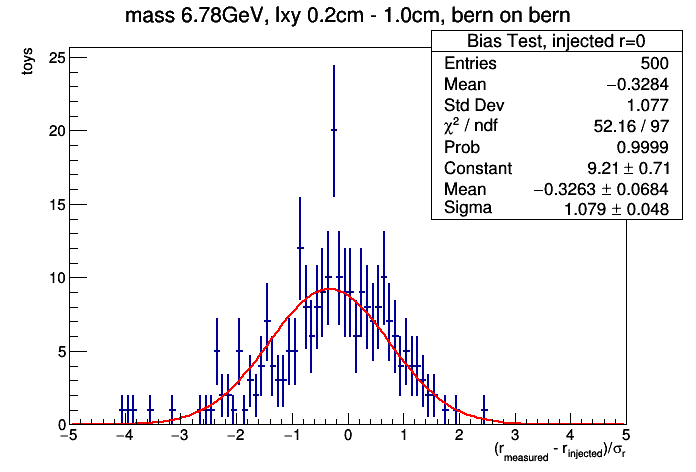 mass 6.78GeV, lxy 0.2cm - 1.0cm, bern on bern
toys
Bias Test, injected r=0
Entries 500
Mean −0.3284
Std Dev 1.077
χ² / ndf 52.16 / 97
Prob 0.9999
Constant 9.21 ± 0.71
Mean −0.3263 ± 0.0684
Sigma 1.079 ± 0.048
25
20
15
10
5
0
−5 −4 −3 −2 −1 0 1 2 3 4 5
(r_measured - r_injected)/σ_r